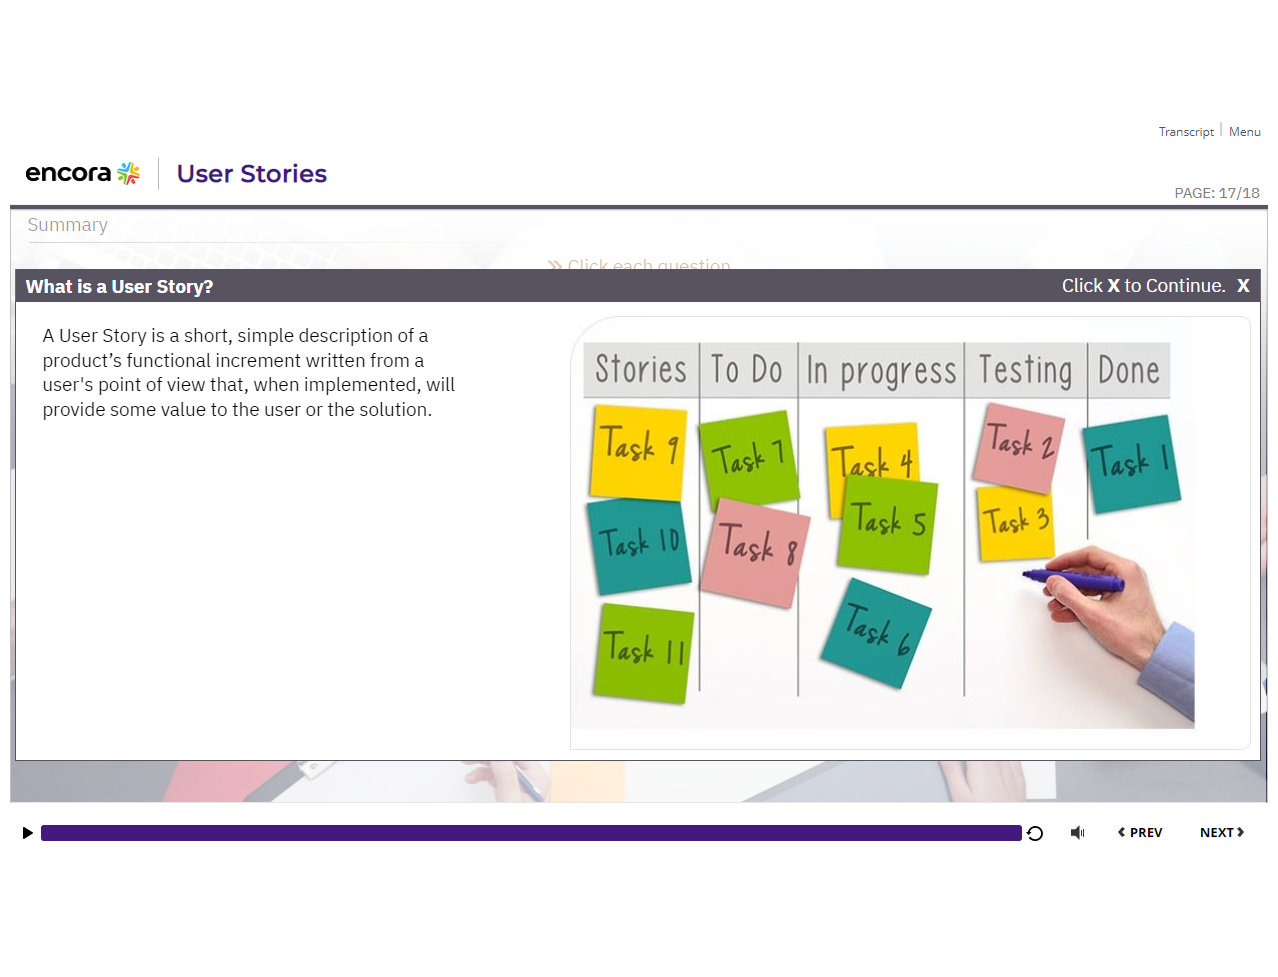 Transcript
Menu
encora
User Stories
PAGE: 17/18
Summary
Click each question
What is a User Story?
Click X to Continue. X
A User Story is a short, simple description of a
product’s functional increment written from a
user's point of view that, when implemented, will
provide some value to the user or the solution.
Stories To Do In progress Testing Done
Task 9
Task 7
Task 4
Task 2
Task 1
Task 10
Task 8
Task 5
Task 3
Task 11
Task 6
PREV
NEXT